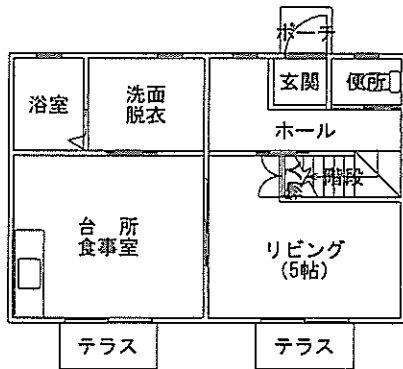 ポーチ
浴室
洗面
脱衣
玄関
便所
ホール
階段
台 所
食事室
リビング
(5帖)
テラス
テラス